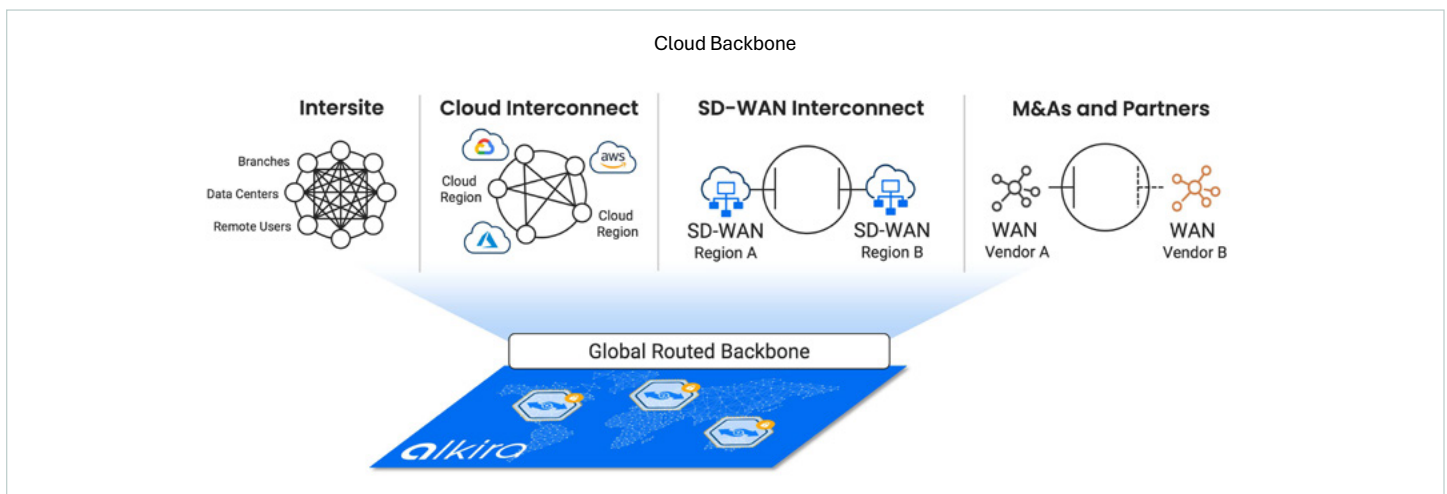 Cloud Backbone
Intersite
Branches
Data Centers
Remote Users
Cloud Interconnect
aws
Cloud
Region
Cloud
Region
SD-WAN Interconnect
SD-WAN
Region A
SD-WAN
Region B
M&As and Partners
WAN
Vendor A
WAN
Vendor B
Global Routed Backbone
alkira